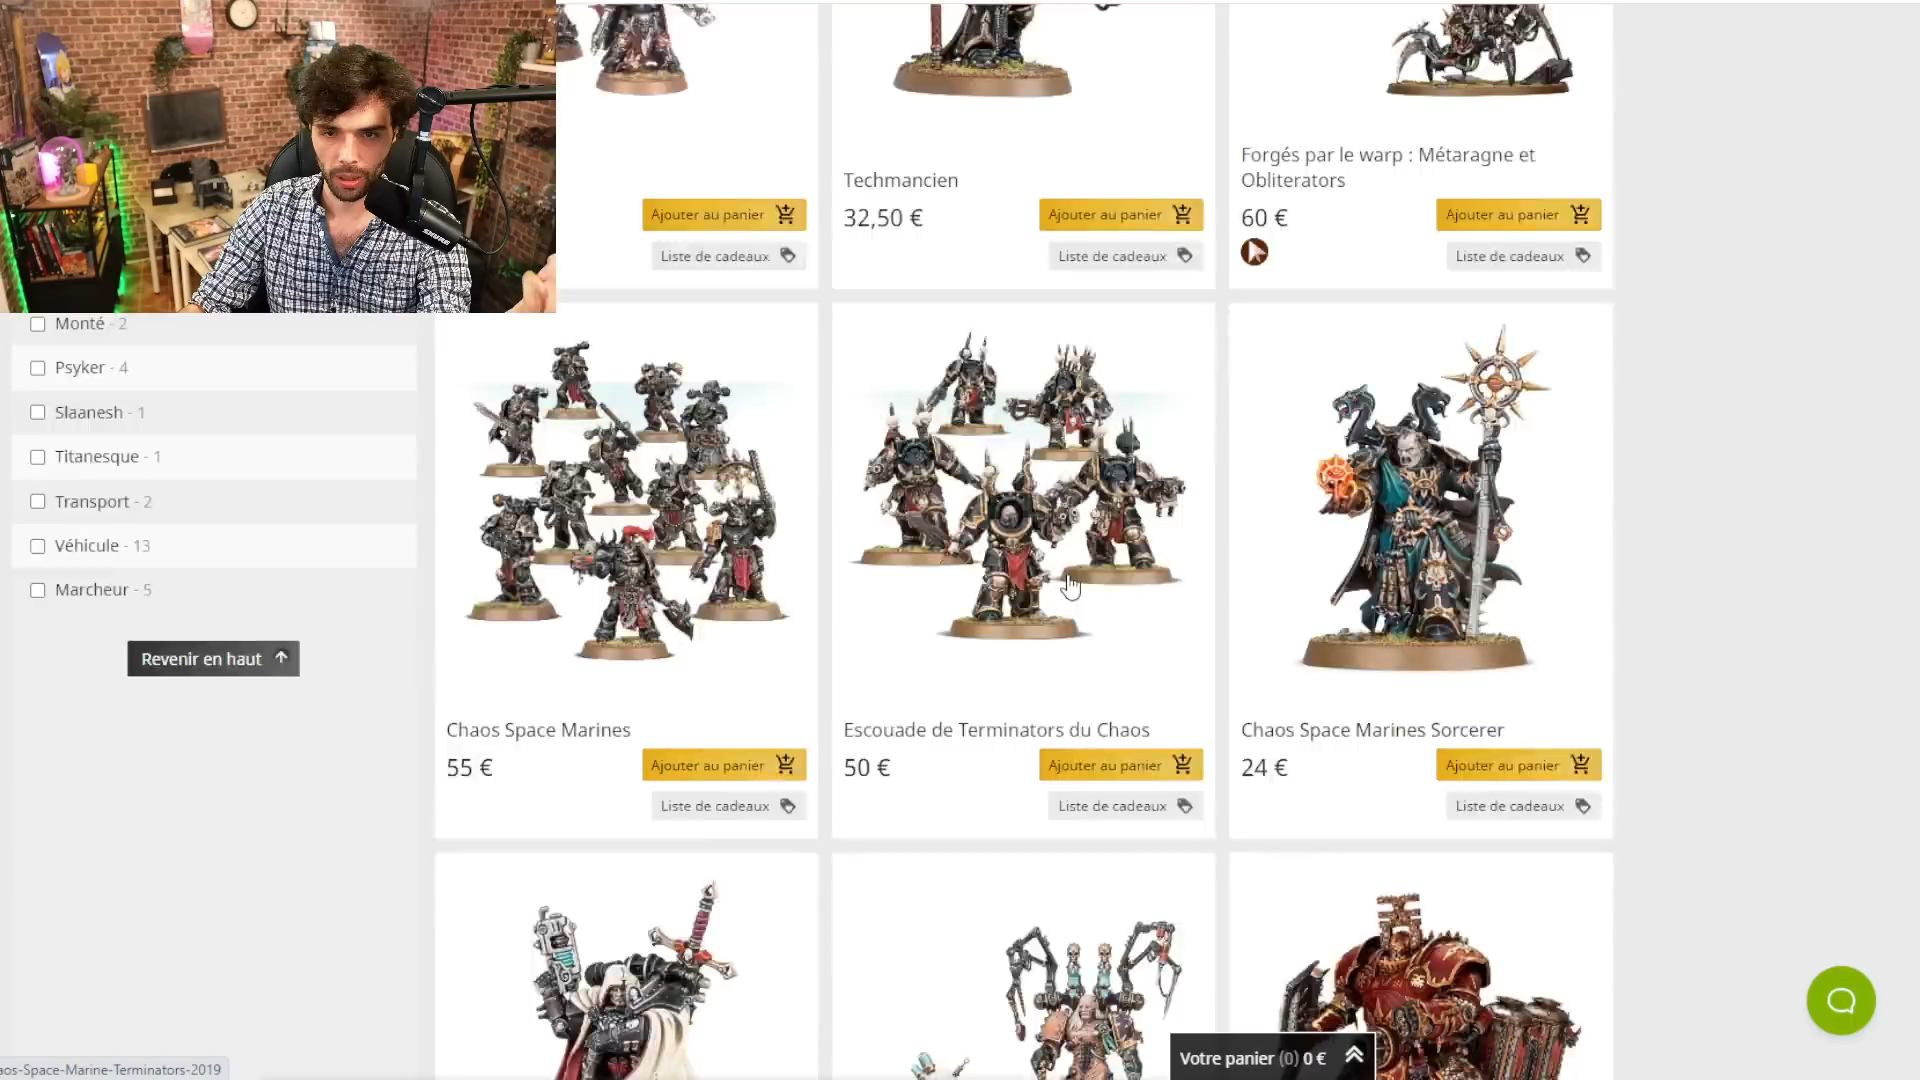 SHURE
Ajouter au panier
Liste de cadeaux
Techmancien
32,50 €
Ajouter au panier
Liste de cadeaux
Forgés par le warp : Métaragne et
Obliterators
60 €
Ajouter au panier
Liste de cadeaux
Monté - 2
Psyker - 4
Slaanesh - 1
Titanesque - 1
Transport - 2
Véhicule - 13
Marcheur - 5
Revenir en haut
Chaos Space Marines
55 €
Ajouter au panier
Liste de cadeaux
Escouade de Terminators du Chaos
50 €
Ajouter au panier
Liste de cadeaux
Chaos Space Marines Sorcerer
24 €
Ajouter au panier
Liste de cadeaux
Votre panier (0) 0 €
aos-Space-Marine-Terminators-2019